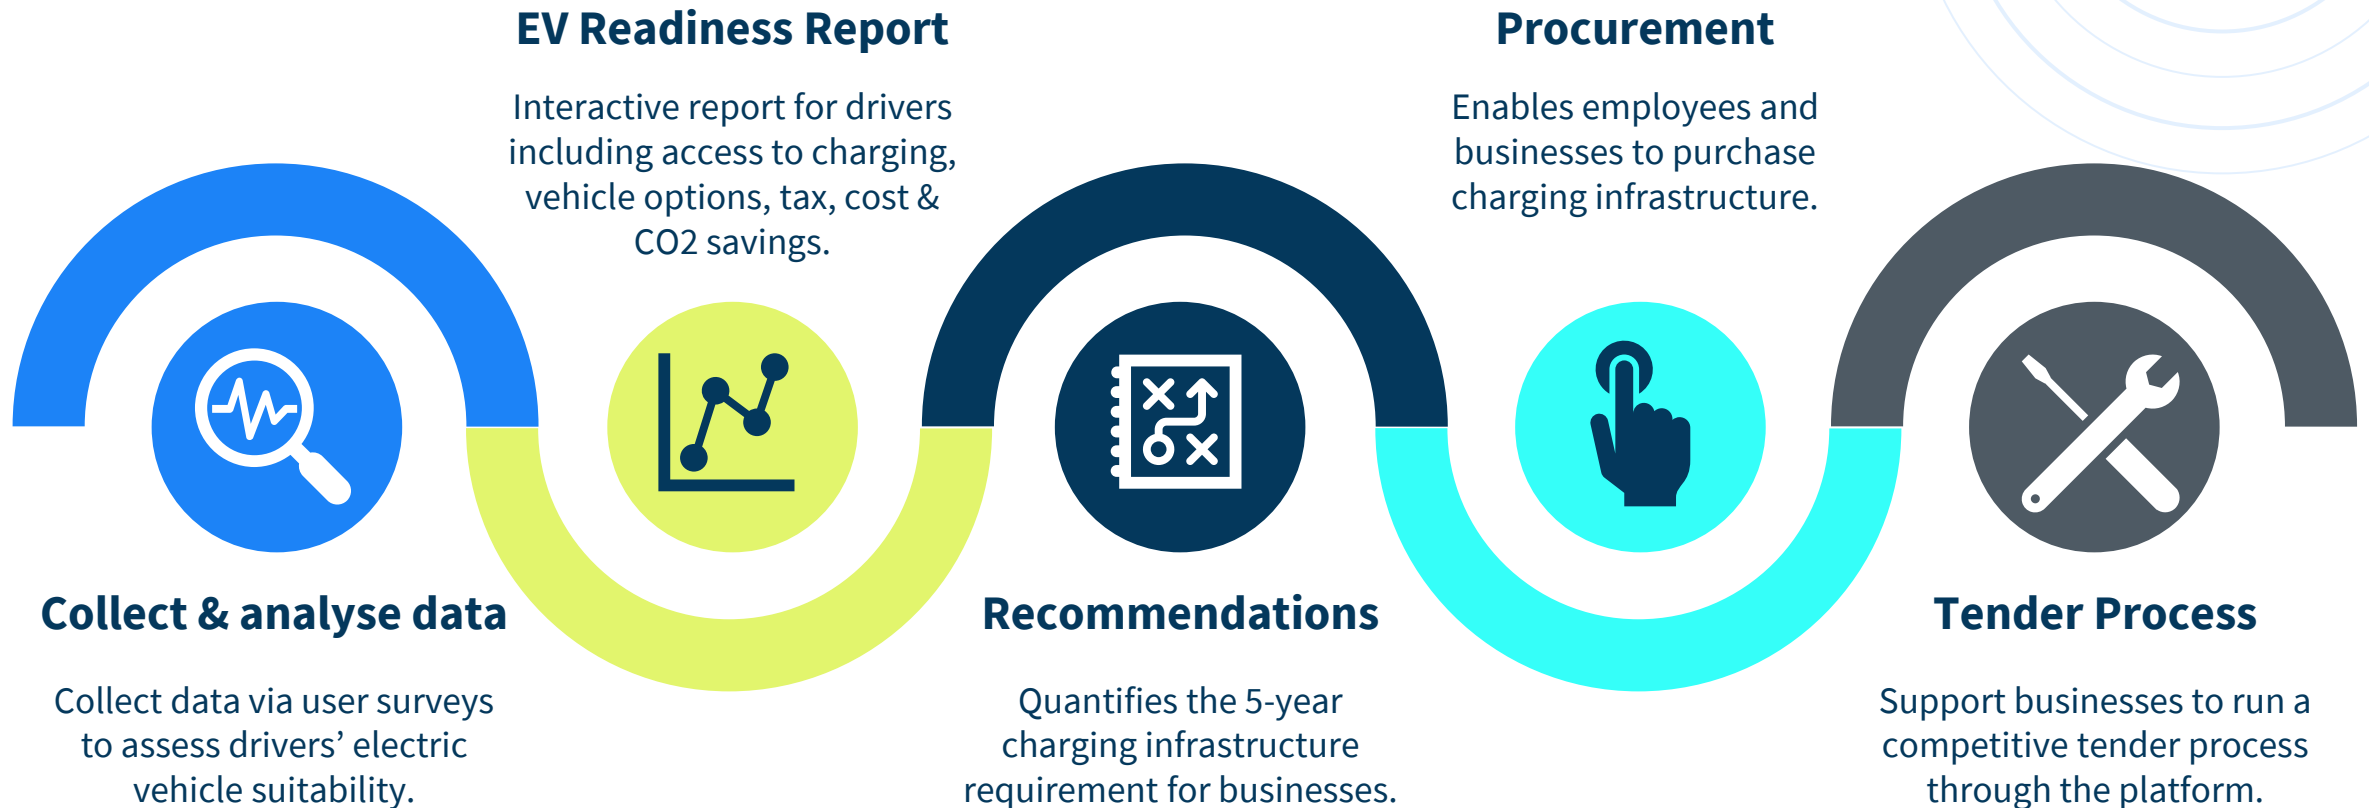 EV Readiness Report
Interactive report for drivers
including access to charging,
vehicle options, tax, cost &
CO2 savings.
Procurement
Enables employees and
businesses to purchase
charging infrastructure.
Collect & analyse data
Collect data via user surveys
to assess drivers’ electric
vehicle suitability.
Recommendations
Quantifies the 5-year
charging infrastructure
requirement for businesses.
Tender Process
Support businesses to run a
competitive tender process
through the platform.